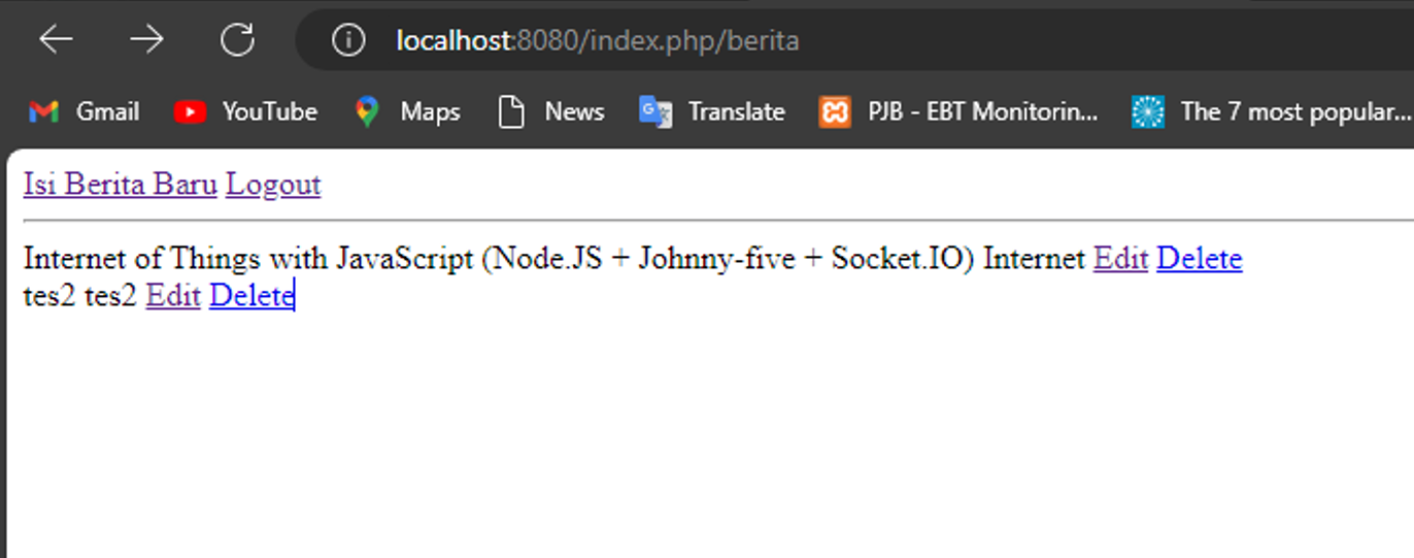 localhost:8080/index.php/berita
Gmail YouTube Maps News Translate PJB - EBT Monitorin... The 7 most popular...
Isi Berita Baru Logout
Internet of Things with JavaScript (Node.JS + Johnny-five + Socket.IO) Internet Edit Delete
tes2 tes2 Edit Delete